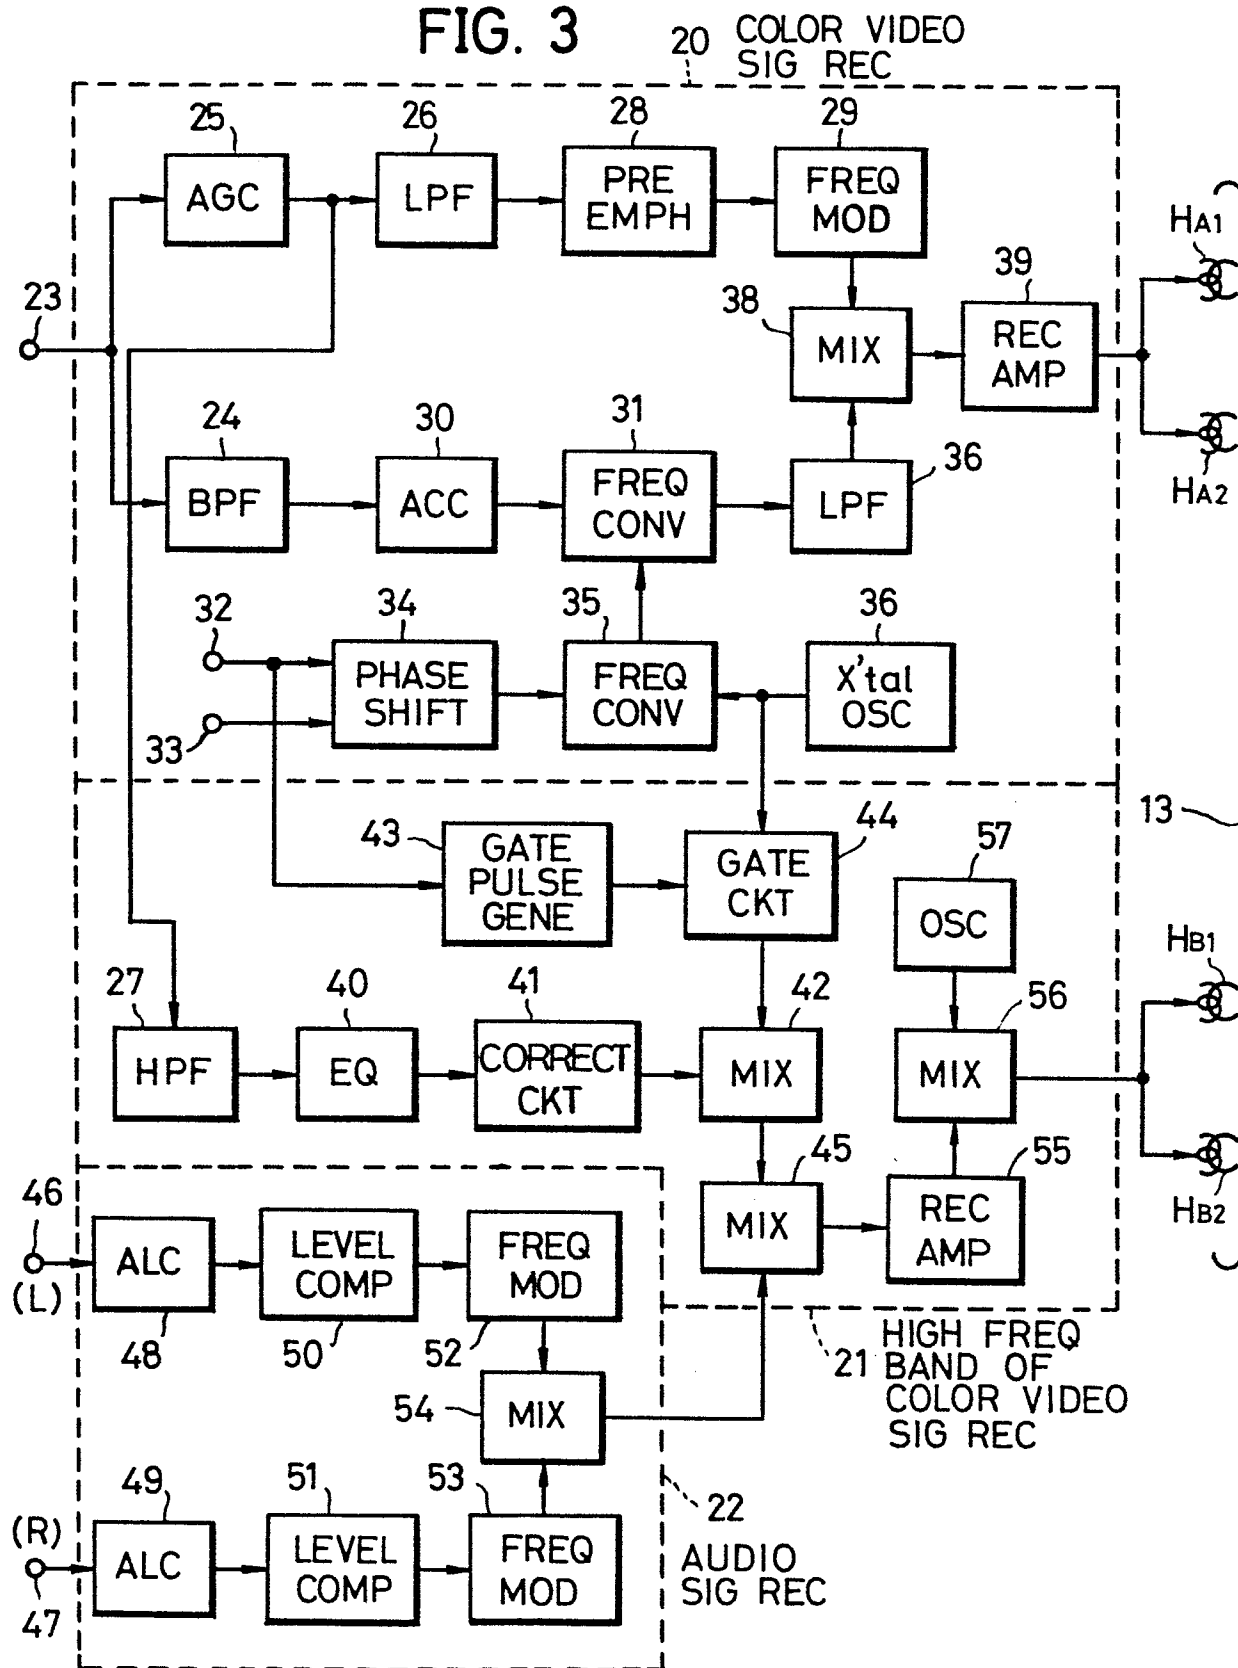 FIG. 3
20 COLOR VIDEO
SIG REC
25
26
28
29
AGC
LPF
PRE
EMPH
FREQ
MOD
HA1
23
38
39
MIX
REC
AMP
24
30
31
36
BPF
ACC
FREQ
CONV
LPF
HA2
32
34
35
36
PHASE
SHIFT
FREQ
CONV
X'tal
OSC
33
13
43
GATE
PULSE
GENE
44
GATE
CKT
57
OSC
HB1
27
40
41
42
56
HPF
EQ
CORRECT
CKT
MIX
MIX
45
55
46
(L)
ALC
LEVEL
COMP
FREQ
MOD
MIX
REC
AMP
HB2
48
50
52
21 HIGH FREQ
BAND OF
COLOR VIDEO
SIG REC
54
MIX
49
51
53
22
(R)
ALC
LEVEL
COMP
FREQ
MOD
AUDIO
SIG REC
47